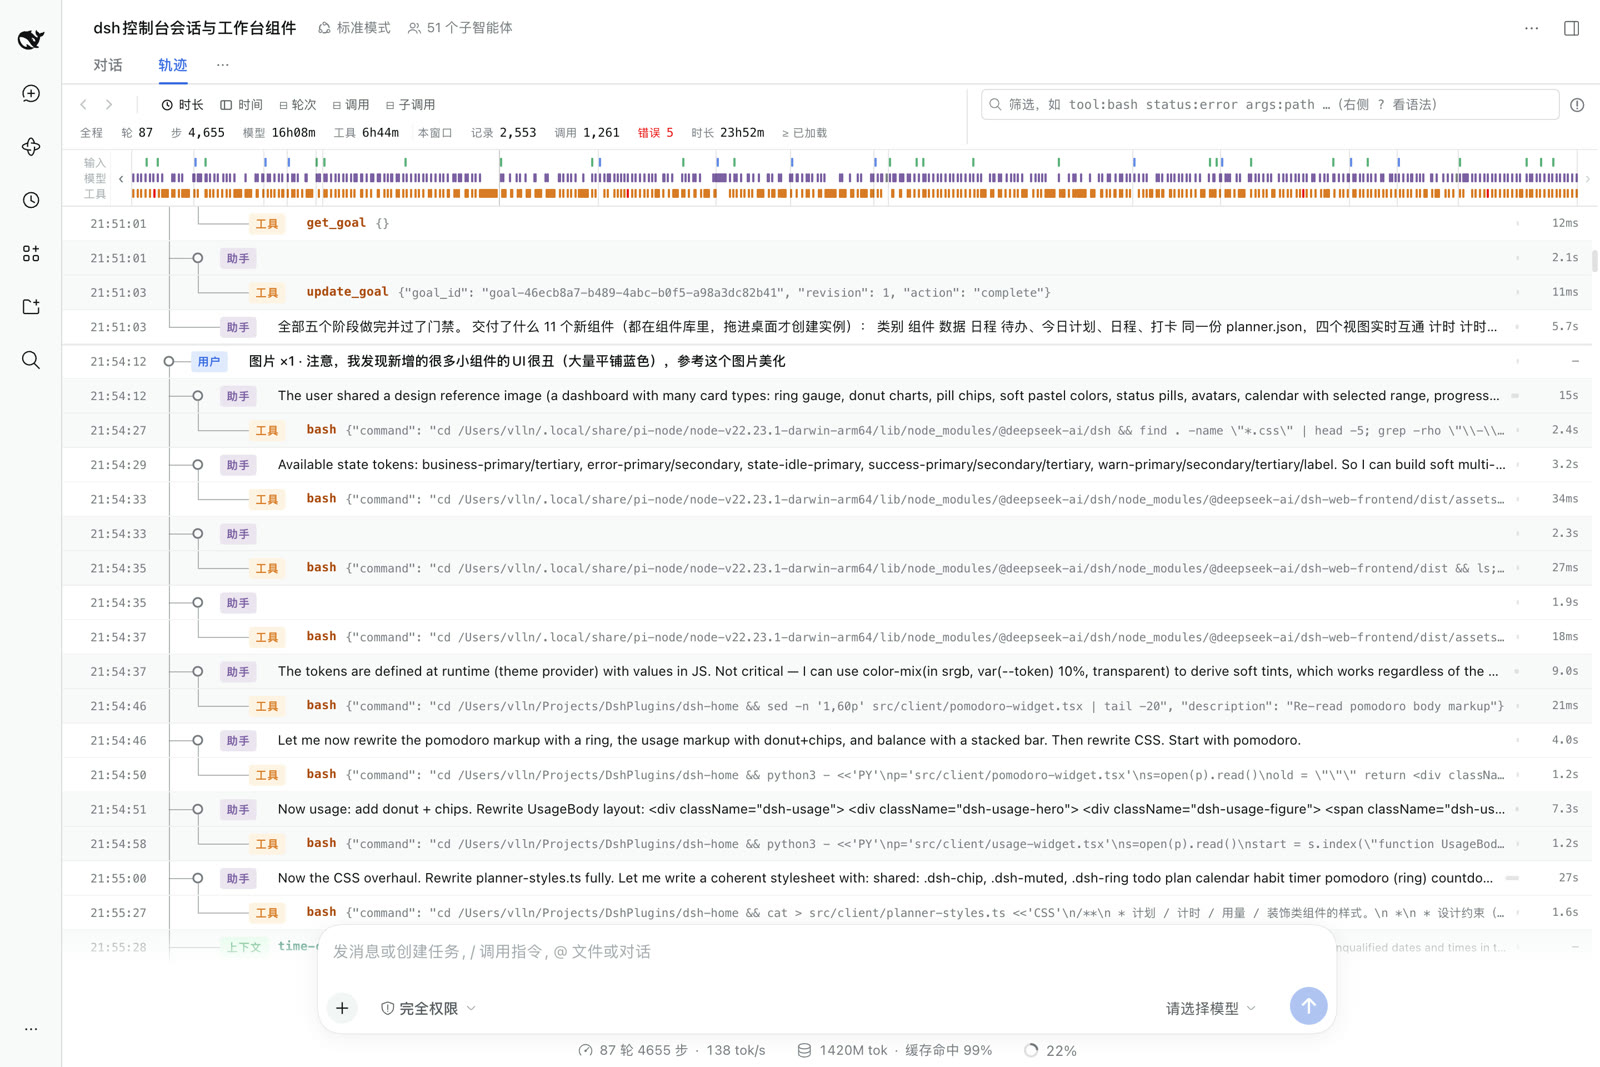 dsh控制台会话与工作台组件 标准模式 51 个子智能体
对话 轨迹 ...
时长 时间 轮次 调用 子调用
筛选，如 tool:bash status:error args:path … (右侧 ? 看语法)
全程 轮 87 步 4,655 模型 16h08m 工具 6h44m 本窗口 记录 2,553 调用 1,261 错误 5 时长 23h52m ≥ 已加载
输入
模型
工具
21:51:01 工具 get_goal {} 12ms
21:51:01 助手 2.1s
21:51:03 工具 update_goal {"goal_id": "goal-46ecb8a7-b489-4abc-b0f5-a98a3dc82b41", "revision": 1, "action": "complete"} 11ms
21:51:03 助手 全部五个阶段做完并过了门禁。 交付了什么 11 个新组件（都在组件库里，拖进桌面才创建实例）： 类别 组件 数据 日程 待办、今日计划、日程、打卡 同一份 planner.json，四个视图实时互通 计时 计时... 5.7s
21:54:12 用户 图片 ×1 · 注意，我发现新增的很多小组件的UI很丑（大量平铺蓝色），参考这个图片美化 –
21:54:12 助手 The user shared a design reference image (a dashboard with many card types: ring gauge, donut charts, pill chips, soft pastel colors, status pills, avatars, calendar with selected range, progress... 15s
21:54:27 工具 bash {"command": "cd /Users/vlln/.local/share/pi-node/node-v22.23.1-darwin-arm64/lib/node_modules/@deepseek-ai/dsh && find . -name \"*.css\" | head -5; grep -rho \"\\-\\… 2.4s
21:54:29 助手 Available state tokens: business-primary/tertiary, error-primary/secondary, state-idle-primary, success-primary/secondary/tertiary, warn-primary/secondary/tertiary/label. So I can build soft multi-... 3.2s
21:54:33 工具 bash {"command": "cd /Users/vlln/.local/share/pi-node/node-v22.23.1-darwin-arm64/lib/node_modules/@deepseek-ai/dsh/node_modules/@deepseek-ai/dsh-web-frontend/dist/assets… 34ms
21:54:33 助手 2.3s
21:54:35 工具 bash {"command": "cd /Users/vlln/.local/share/pi-node/node-v22.23.1-darwin-arm64/lib/node_modules/@deepseek-ai/dsh/node_modules/@deepseek-ai/dsh-web-frontend/dist && ls;… 27ms
21:54:35 助手 1.9s
21:54:37 工具 bash {"command": "cd /Users/vlln/.local/share/pi-node/node-v22.23.1-darwin-arm64/lib/node_modules/@deepseek-ai/dsh/node_modules/@deepseek-ai/dsh-web-frontend/dist/assets… 18ms
21:54:37 助手 The tokens are defined at runtime (theme provider) with values in JS. Not critical — I can use color-mix(in srgb, var(--token) 10%, transparent) to derive soft tints, which works regardless of the ... 9.0s
21:54:46 工具 bash {"command": "cd /Users/vlln/Projects/DshPlugins/dsh-home && sed -n '1,60p' src/client/pomodoro-widget.tsx | tail -20", "description": "Re-read pomodoro body markup"} 21ms
21:54:46 助手 Let me now rewrite the pomodoro markup with a ring, the usage markup with donut+chips, and balance with a stacked bar. Then rewrite CSS. Start with pomodoro. 4.0s
21:54:50 工具 bash {"command": "cd /Users/vlln/Projects/DshPlugins/dsh-home && python3 - <<'PY'\np='src/client/pomodoro-widget.tsx'\ns=open(p).read()\nold = \"\"\" return <div classNa… 1.2s
21:54:51 助手 Now usage: add donut + chips. Rewrite UsageBody layout: <div className="dsh-usage"> <div className="dsh-usage-hero"> <div className="dsh-usage-figure"> <span className="dsh-us... 7.3s
21:54:58 工具 bash {"command": "cd /Users/vlln/Projects/DshPlugins/dsh-home && python3 - <<'PY'\np='src/client/usage-widget.tsx'\ns=open(p).read()\nstart = s.index(\"function UsageBod… 1.2s
21:55:00 助手 Now the CSS overhaul. Rewrite planner-styles.ts fully. Let me write a coherent stylesheet with: shared: .dsh-chip, .dsh-muted, .dsh-ring todo plan calendar habit timer pomodoro (ring) countdo... 27s
21:55:27 工具 bash {"command": "cd /Users/vlln/Projects/DshPlugins/dsh-home && cat > src/client/planner-styles.ts <<'CSS'\n/**\n * 计划 / 计时 / 用量 / 装饰类组件的样式。\n *\n * 设计约束（… 1.6s
21:55:28 上下文 time- nqualified dates and times in t... –
发消息或创建任务, / 调用指令, @ 文件或对话
完全权限 请选择模型
87 轮 4655 步 · 138 tok/s 1420M tok · 缓存命中 99% 22%